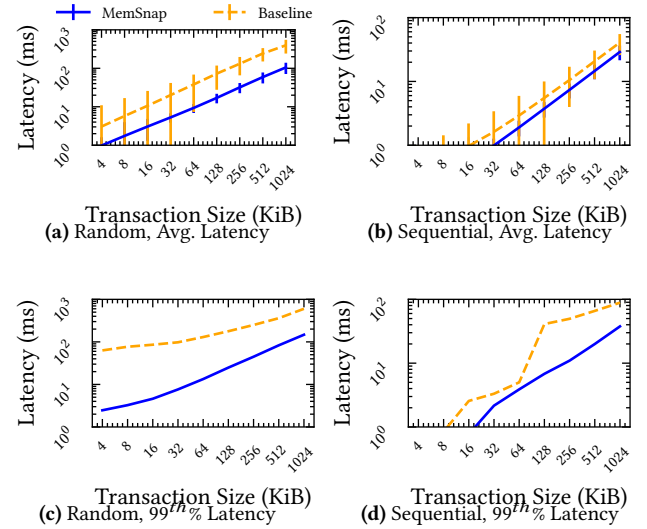 MemSnap Baseline
Latency (ms)
10³
10²
10¹
10⁰
4 8 16 32 64 128 256 512 1024
Transaction Size (KiB)
(a) Random, Avg. Latency
Latency (ms)
10²
10¹
10⁰
4 8 16 32 64 128 256 512 1024
Transaction Size (KiB)
(b) Sequential, Avg. Latency
Latency (ms)
10³
10²
10¹
10⁰
4 8 16 32 64 128 256 512 1024
Transaction Size (KiB)
(c) Random, 99ᵗʰ% Latency
Latency (ms)
10²
10¹
10⁰
4 8 16 32 64 128 256 512 1024
Transaction Size (KiB)
(d) Sequential, 99ᵗʰ% Latency